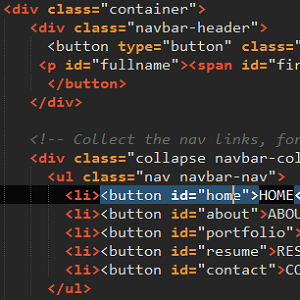 <div class="container">
<div class="navbar-header">
<button type="button" class=
<p id="fullname"><span id="fir
</button>
</div>
<!-- Collect the nav links, fo
<div class="collapse navbar-col
<ul class="nav navbar-nav">
<li><button id="home">HOME<
<li><button id="about">ABOU
<li><button id="portfolio">
<li><button id="resume">RES
<li><button id="contact">CO
</ul>